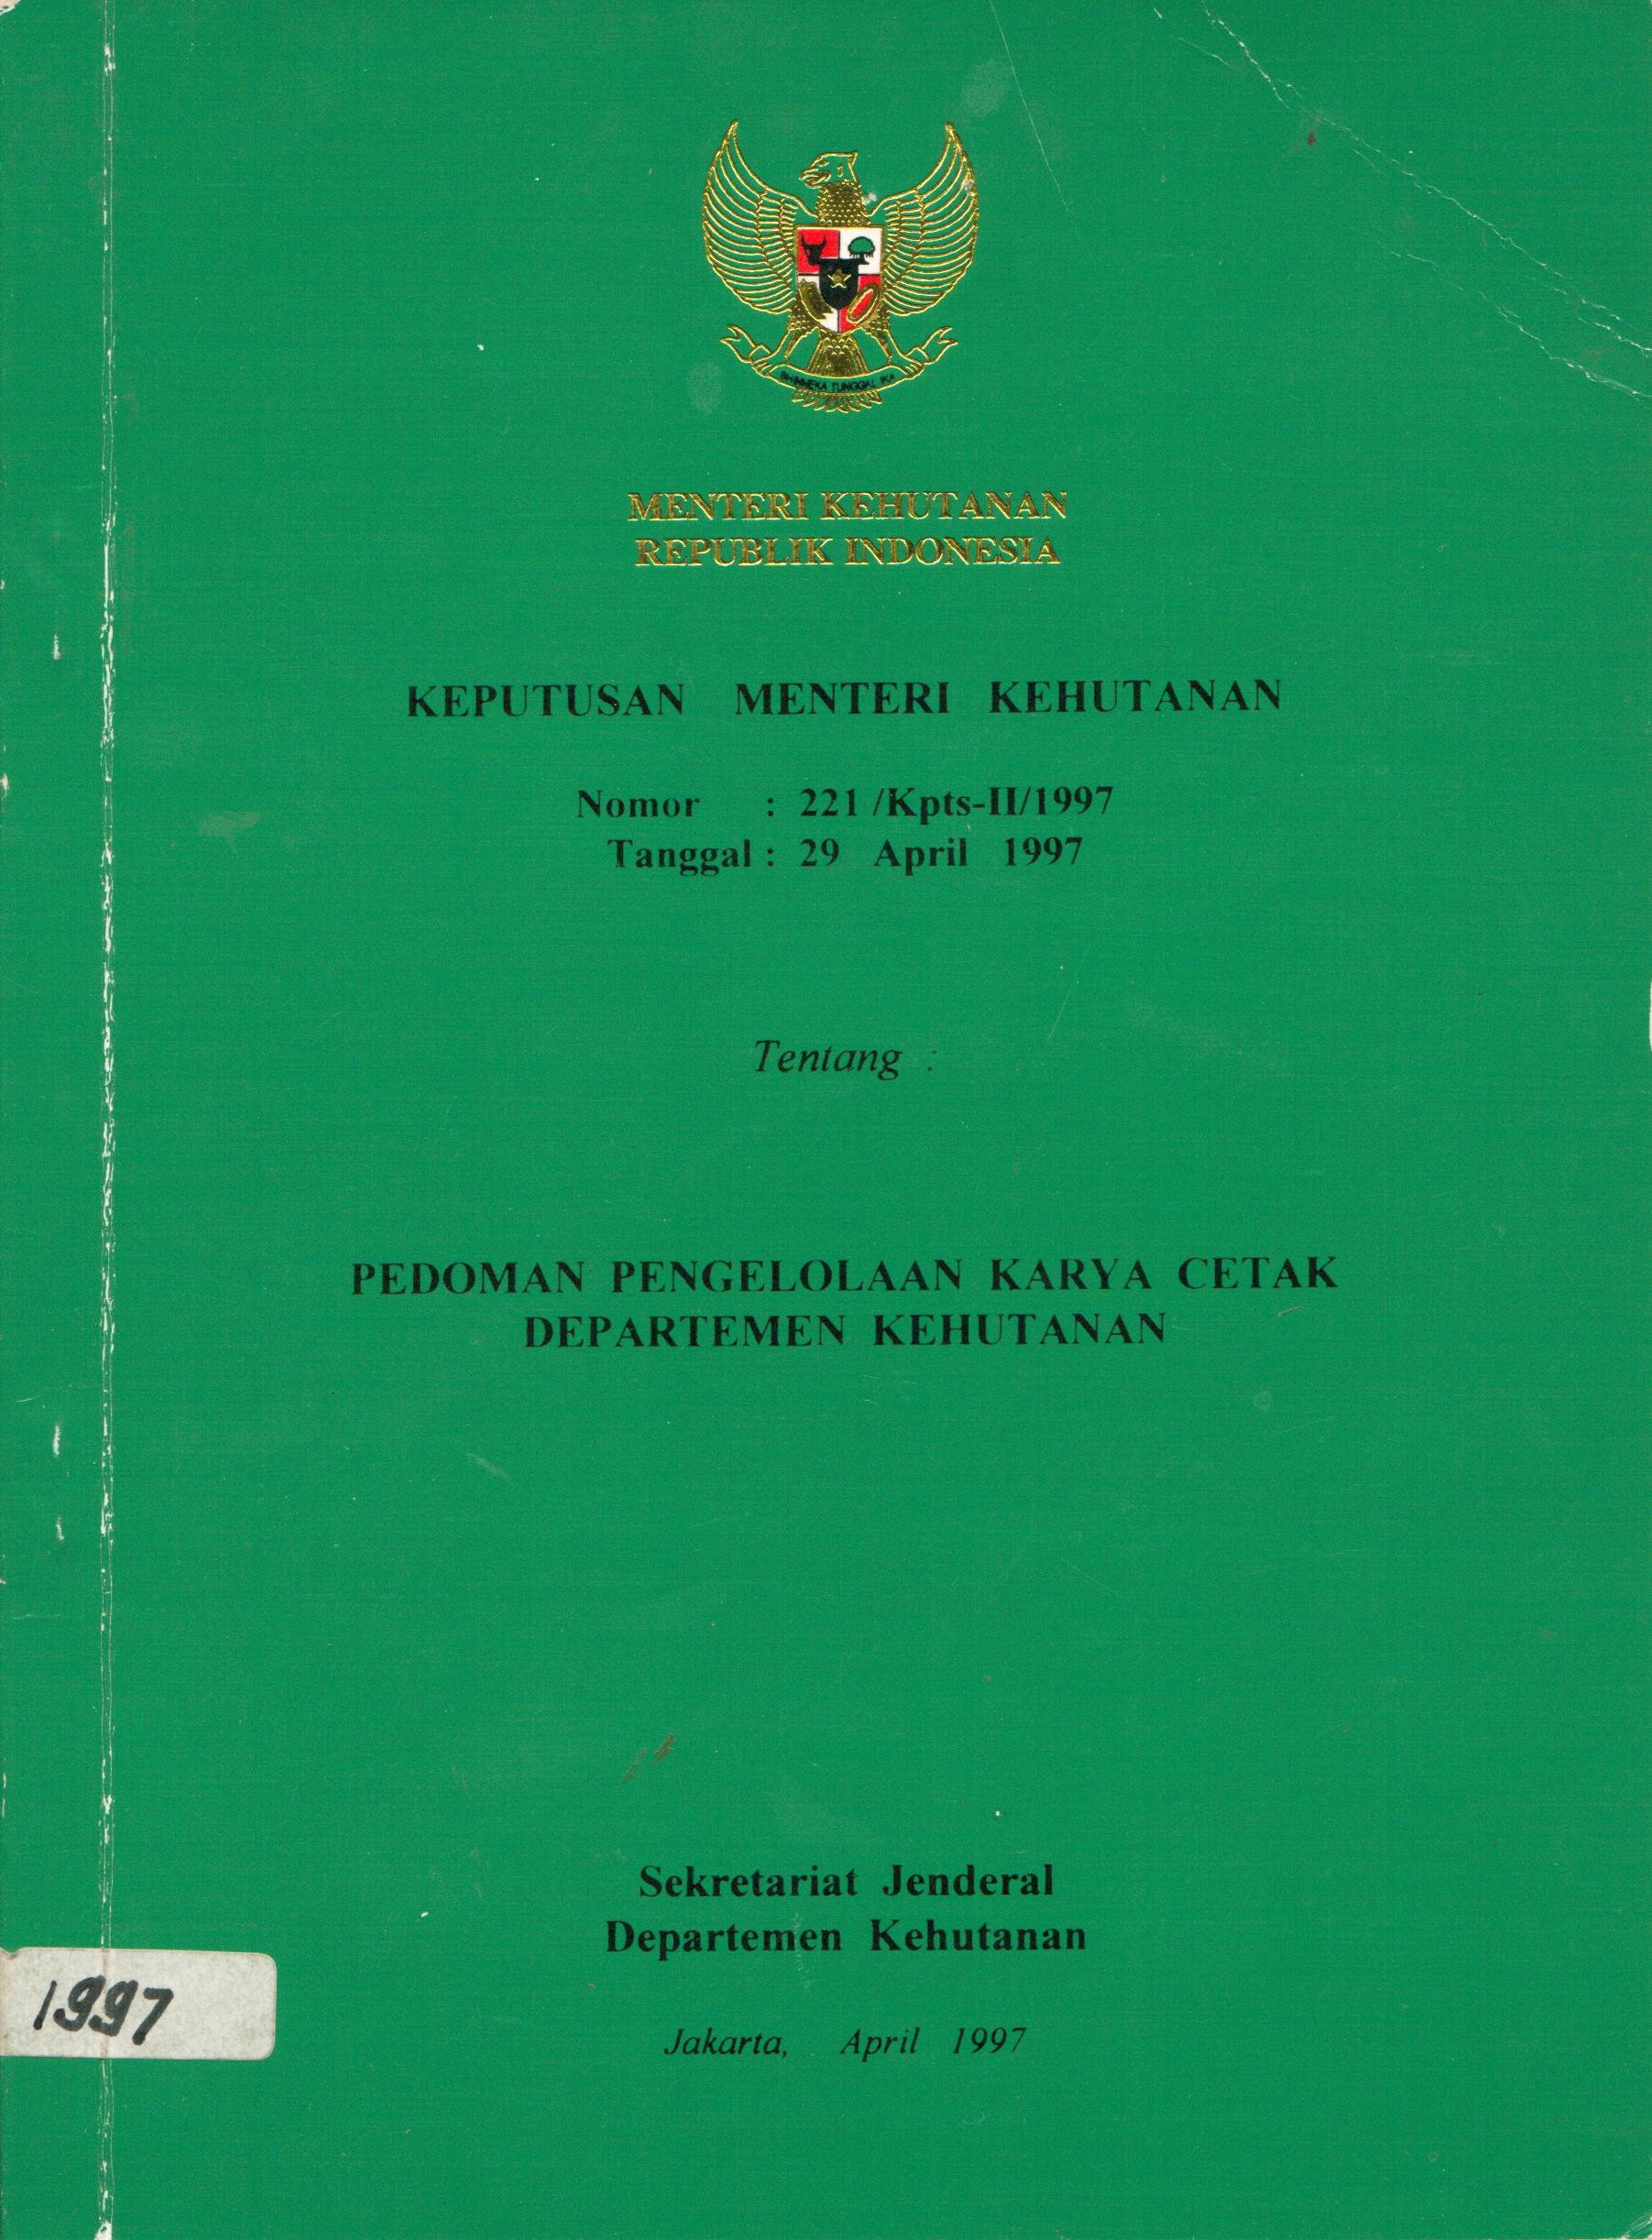 BHINNEKA TUNGGAL IKA
MENTERI KEHUTANAN
REPUBLIK INDONESIA
KEPUTUSAN MENTERI KEHUTANAN
Nomor : 221 /Kpts-II/1997
Tanggal : 29 April 1997
Tentang :
PEDOMAN PENGELOLAAN KARYA CETAK
DEPARTEMEN KEHUTANAN
Sekretariat Jenderal
Departemen Kehutanan
1997
Jakarta, April 1997